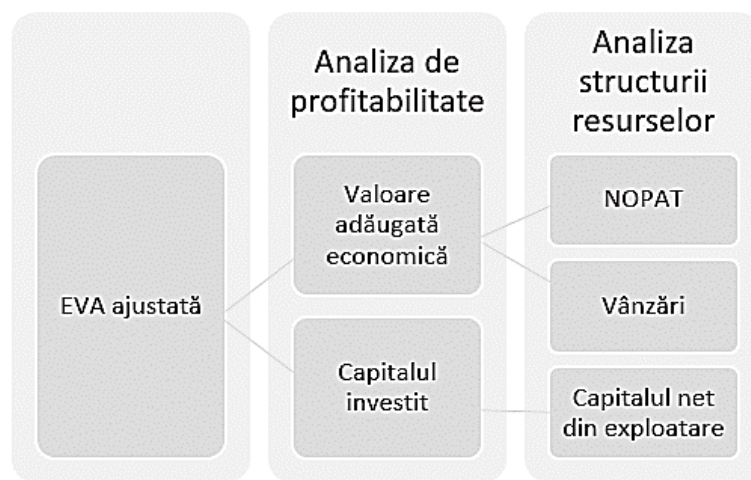 Analiza de
profitabilitate
Analiza
structurii
resurselor
EVA ajustată
Valoare
adăugată
economică
Capitalul
investit
NOPAT
Vânzări
Capitalul net
din exploatare